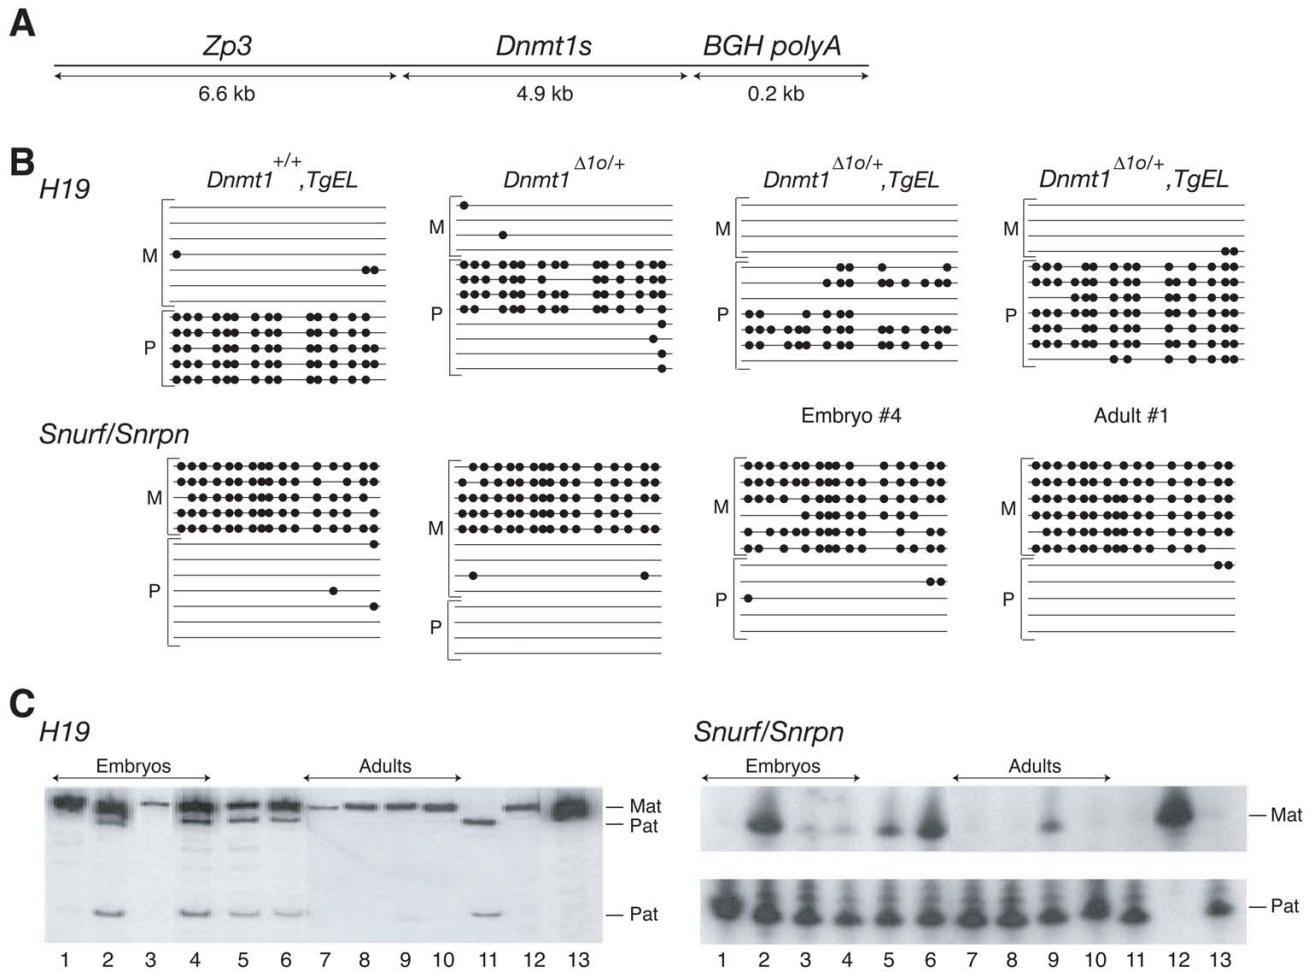 A
Zp3 Dnmt1s BGH polyA
6.6 kb 4.9 kb 0.2 kb
B
H19
Dnmt1+/+,TgEL Dnmt1Δ1o/+ Dnmt1Δ1o/+,TgEL Dnmt1Δ1o/+,TgEL
M M M M
P P P P
Embryo #4 Adult #1
Snurf/Snrpn
M M M M
P P P P
C
H19
Embryos Adults
Mat
Pat
Pat
1 2 3 4 5 6 7 8 9 10 11 12 13
Snurf/Snrpn
Embryos Adults
Mat
Pat
1 2 3 4 5 6 7 8 9 10 11 12 13